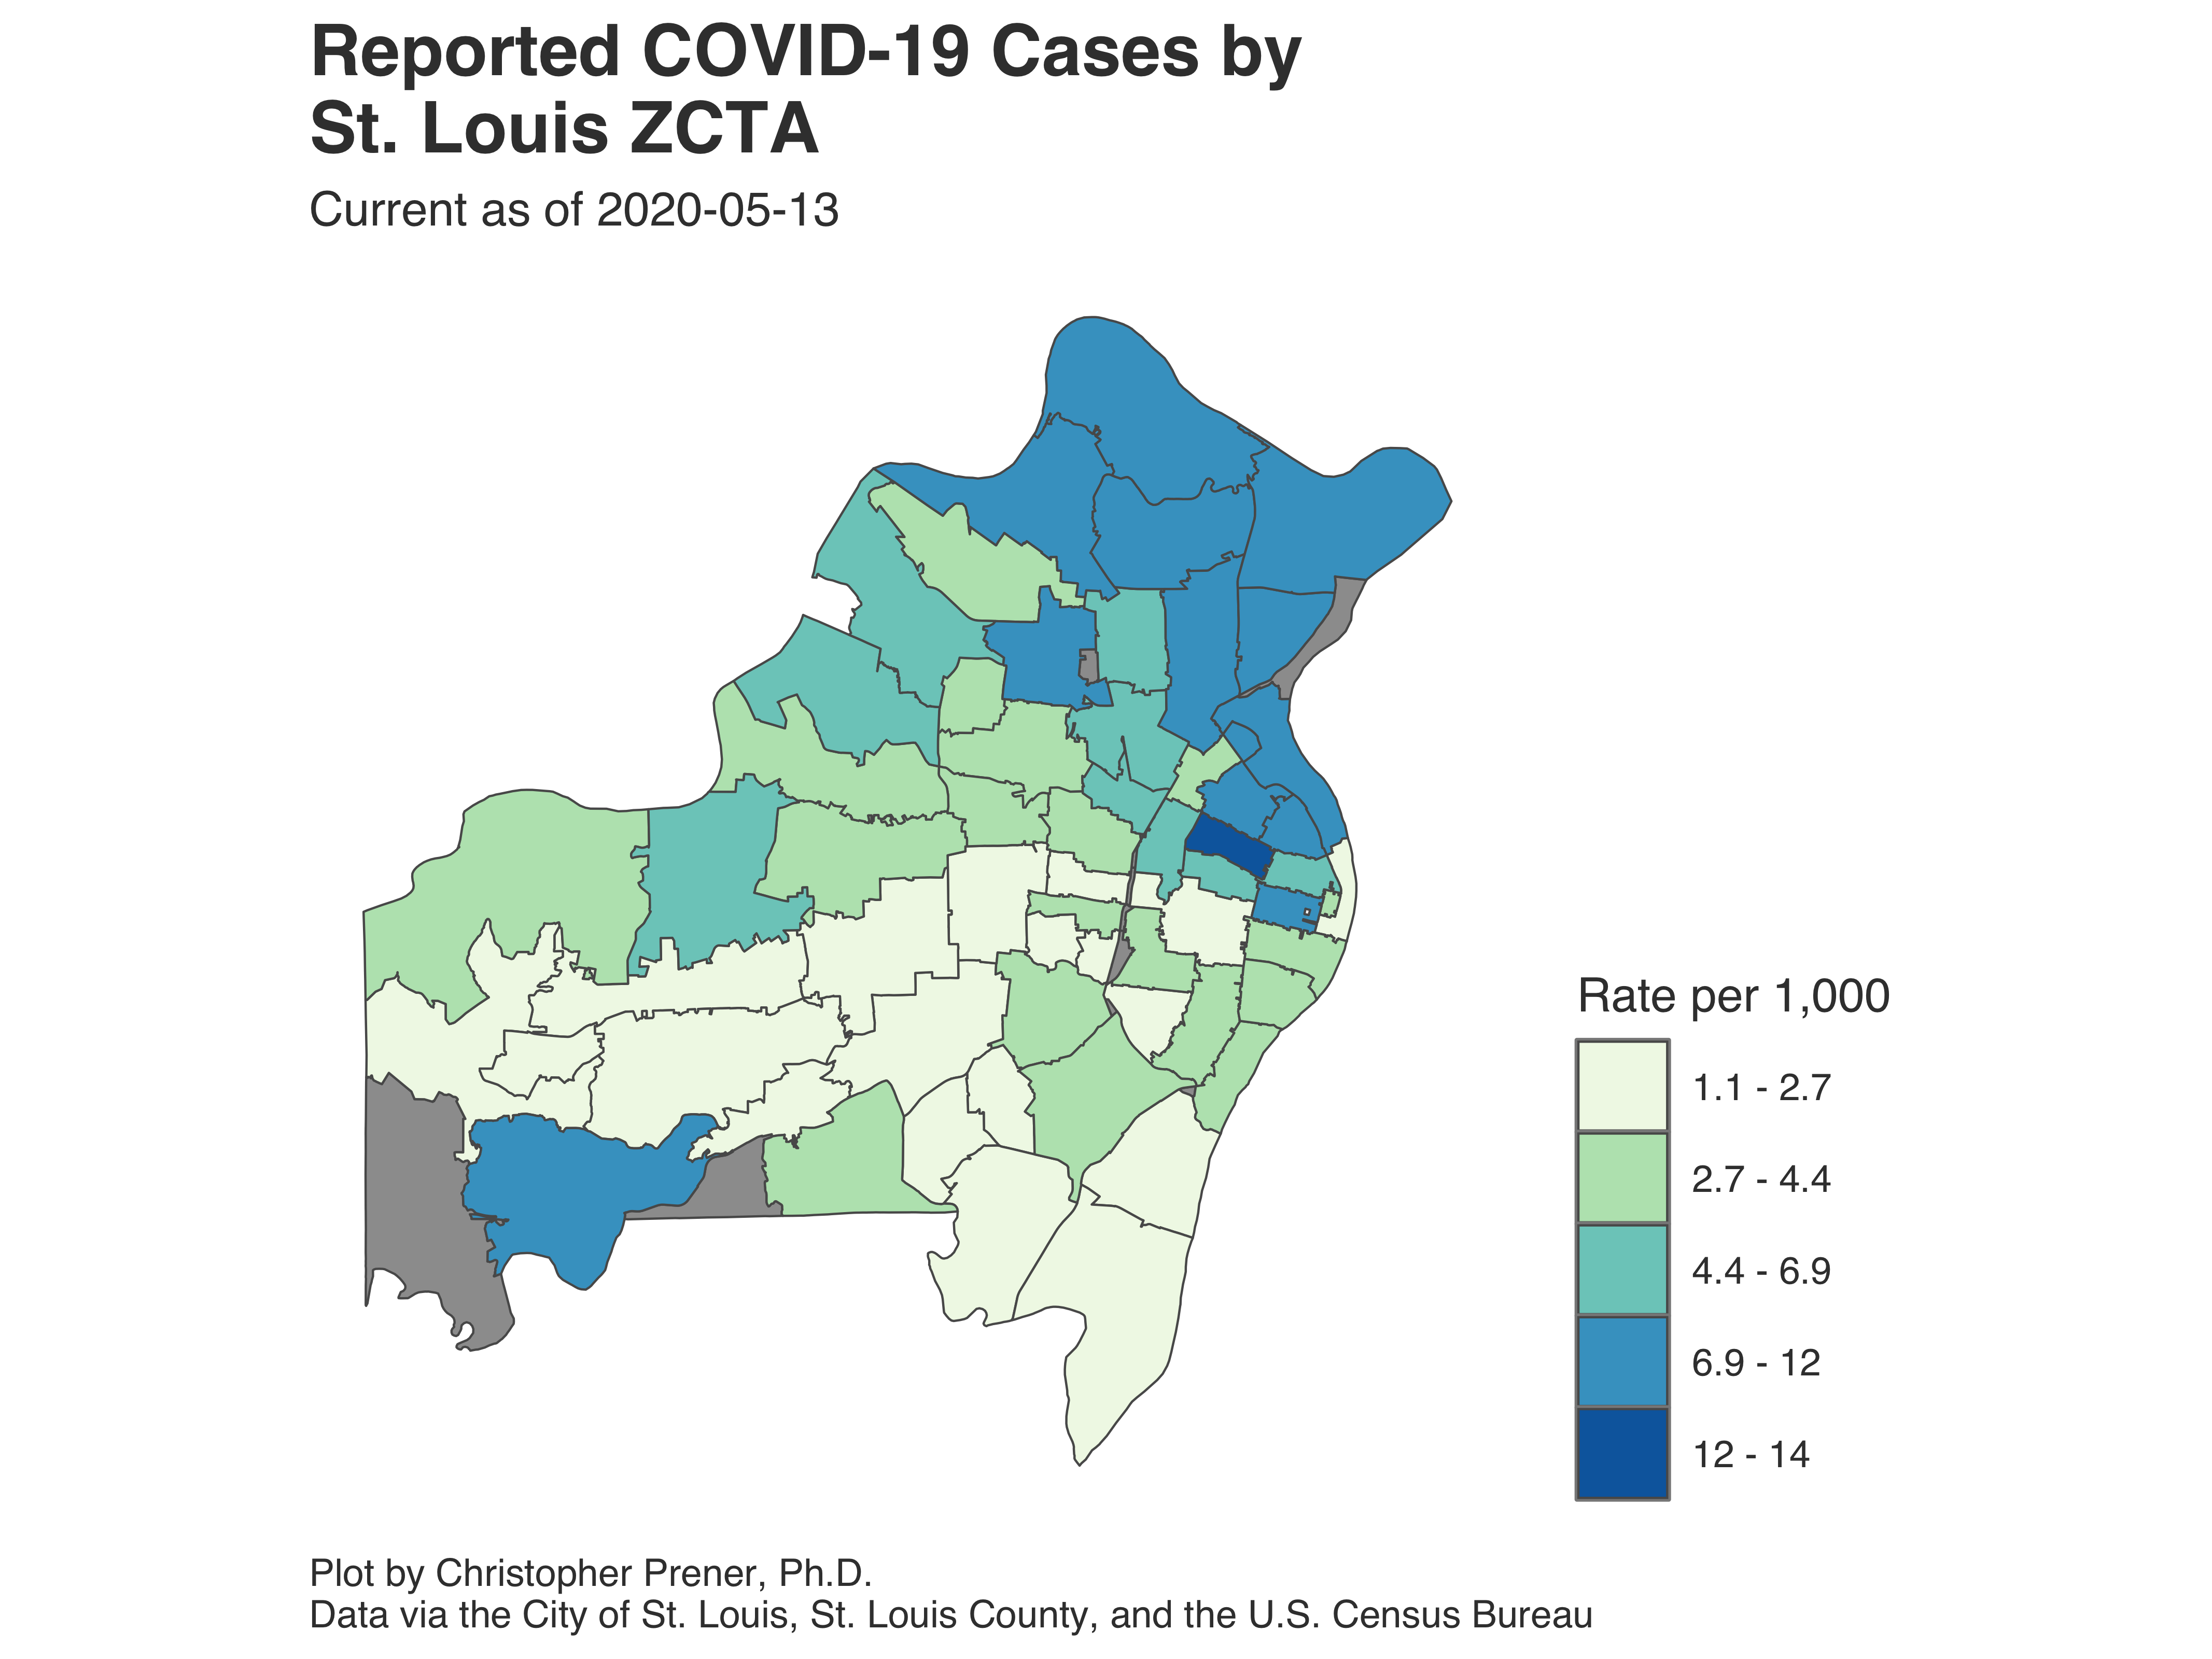 Reported COVID-19 Cases by
St. Louis ZCTA
Current as of 2020-05-13
Rate per 1,000
1.1 - 2.7
2.7 - 4.4
4.4 - 6.9
6.9 - 12
12 - 14
Plot by Christopher Prener, Ph.D.
Data via the City of St. Louis, St. Louis County, and the U.S. Census Bureau